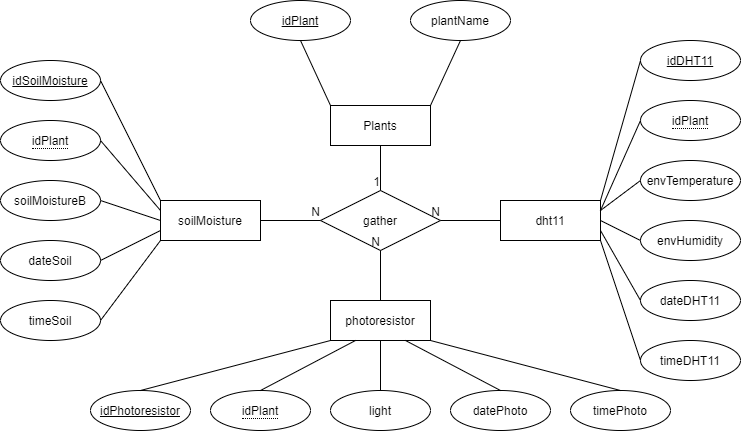 idPlant
plantName
idSoilMoisture
idDHT11
idPlant
idPlant
Plants
envTemperature
soilMoistureB
1
soilMoisture
N
gather
N
dht11
envHumidity
N
dateSoil
dateDHT11
timeSoil
photoresistor
timeDHT11
idPhotoresistor
idPlant
light
datePhoto
timePhoto